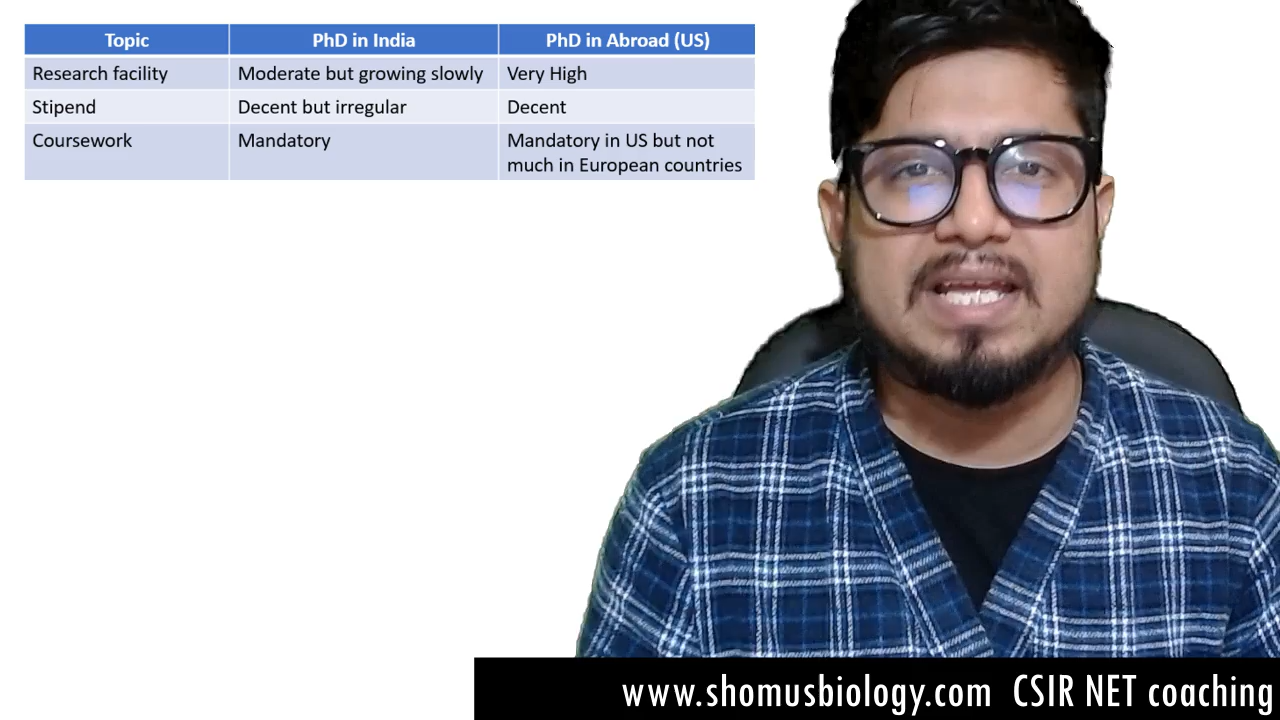 Topic PhD in India PhD in Abroad (US)
Research facility Moderate but growing slowly Very High
Stipend Decent but irregular Decent
Coursework Mandatory Mandatory in US but not
much in European countries
www.shomusbiology.com CSIR NET coaching